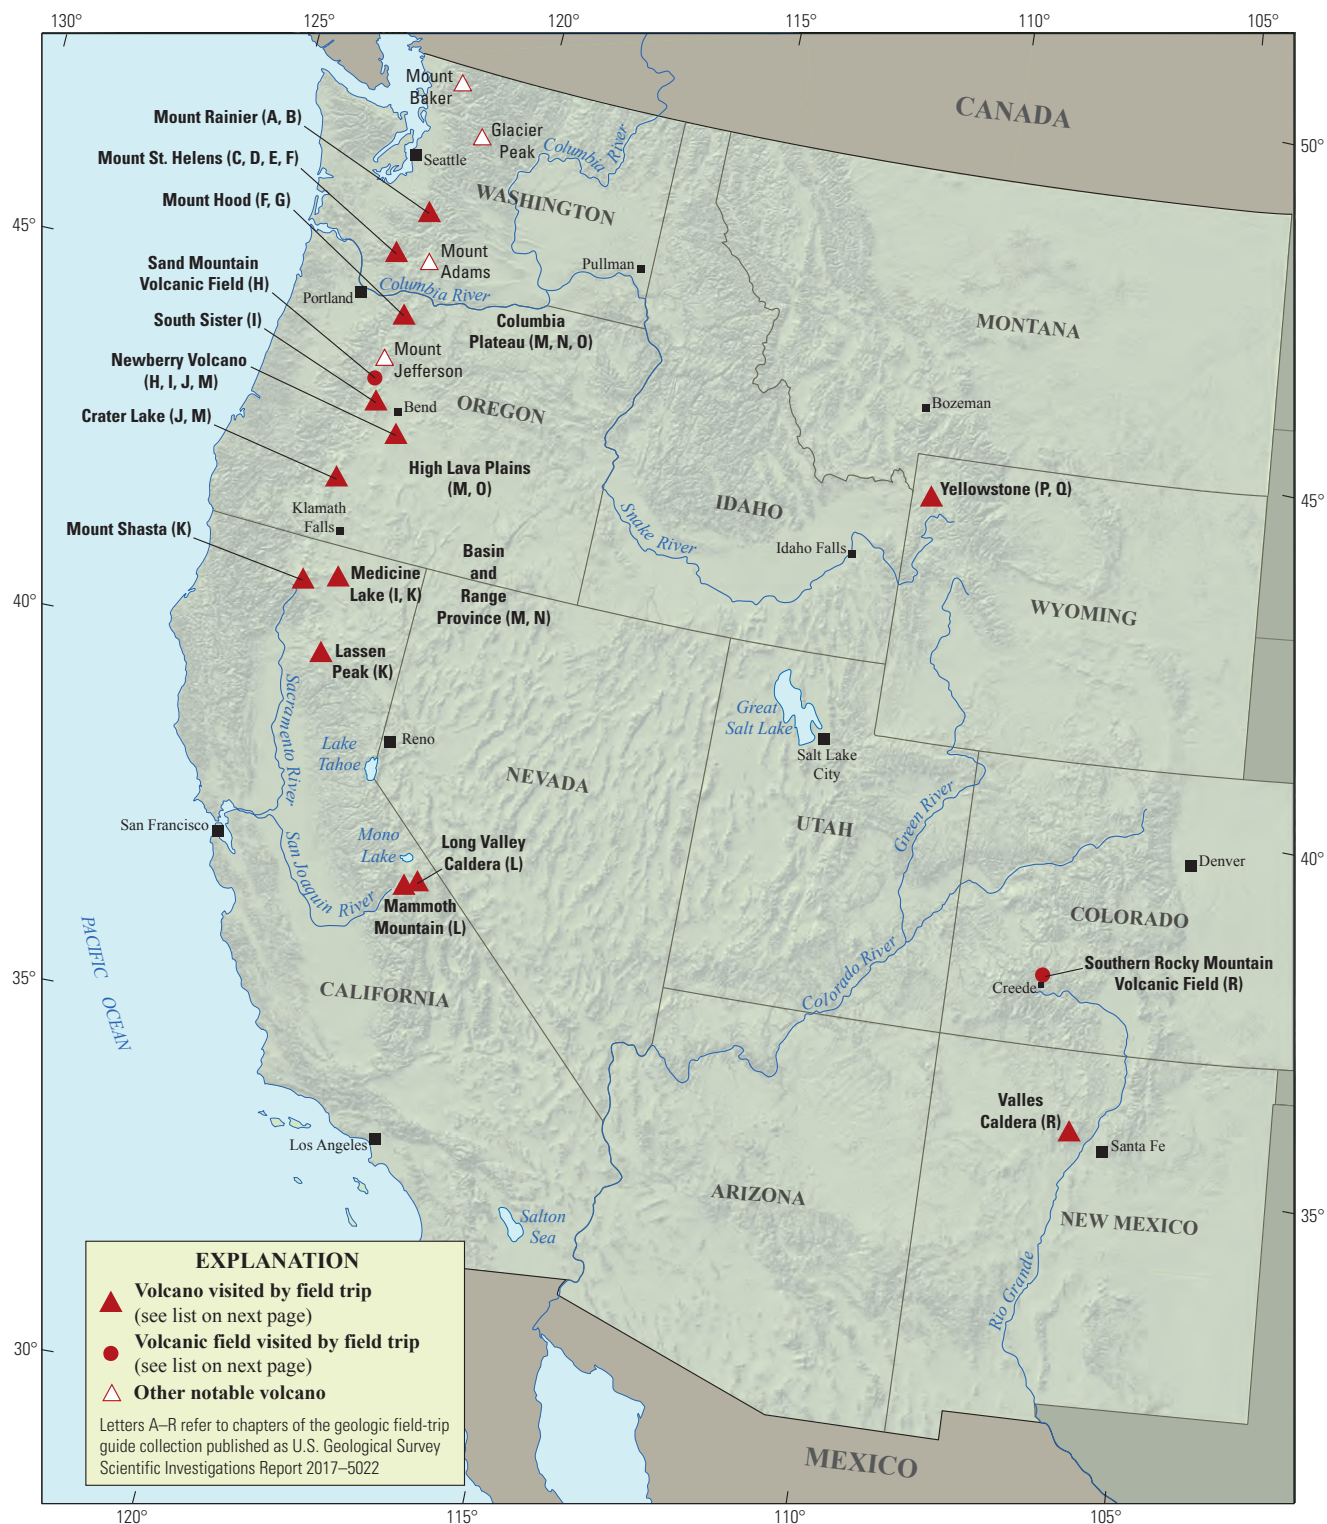 130°
125°
120°
115°
110°
105°
CANADA
Mount
Baker
Mount Rainier (A, B)
Glacier
Peak
Columbia River
50°
Mount St. Helens (C, D, E, F)
Seattle
WASHINGTON
Mount Hood (F, G)
45°
Mount
Adams
Pullman
Sand Mountain
Volcanic Field (H)
Portland
Columbia River
South Sister (I)
Columbia
Plateau (M, N, O)
MONTANA
Mount
Jefferson
Newberry Volcano
(H, I, J, M)
Bend
OREGON
Bozeman
Crater Lake (J, M)
High Lava Plains
(M, O)
Yellowstone (P, Q)
45°
IDAHO
Klamath
Falls
Snake River
Mount Shasta (K)
Idaho Falls
Basin
and
Range
Province (M, N)
Medicine
Lake (I, K)
40°
WYOMING
Lassen
Peak (K)
Sacramento River
Great
Salt Lake
Lake
Tahoe
Reno
Salt Lake
City
NEVADA
Green River
San Francisco
UTAH
Mono
Lake
Long Valley
Caldera (L)
San Joaquin River
40°
Denver
Mammoth
Mountain (L)
COLORADO
PACIFIC OCEAN
Colorado River
35°
Southern Rocky Mountain
Volcanic Field (R)
Creede
CALIFORNIA
Valles
Caldera (R)
Los Angeles
Santa Fe
ARIZONA
35°
NEW MEXICO
Salton
Sea
Rio Grande
EXPLANATION
Volcano visited by field trip
(see list on next page)
Volcanic field visited by field trip
(see list on next page)
Other notable volcano
Letters A–R refer to chapters of the geologic field-trip
guide collection published as U.S. Geological Survey
Scientific Investigations Report 2017–5022
30°
MEXICO
120°
115°
110°
105°